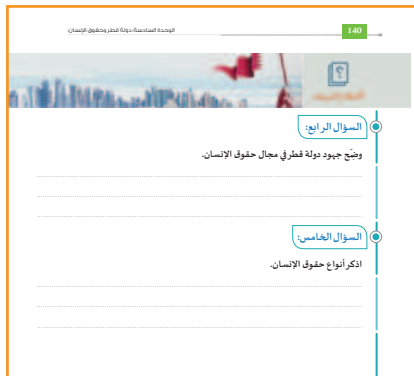 140
الوحدة السادسة: دولة قطر وحقوق الإنسان
السؤال الرابع:
وضّح جهود دولة قطر في مجال حقوق الإنسان.
السؤال الخامس:
اذكر أنواع حقوق الإنسان.